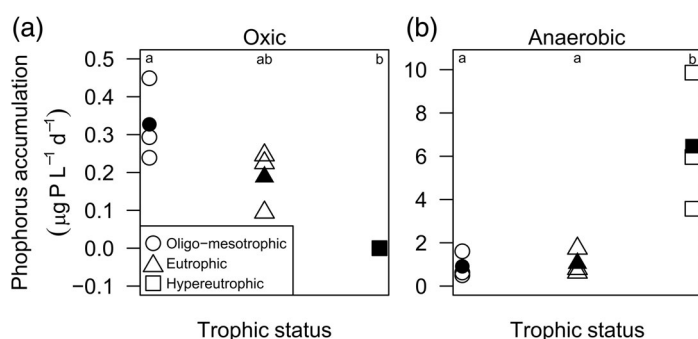 (a)
Oxic
Phophorus accumulation
(µg P L⁻¹ d⁻¹)
0.5
0.4
0.3
0.2
0.1
0.0
−0.1
a
ab
b
Oligo−mesotrophic
Eutrophic
Hypereutrophic
Trophic status
(b)
Anaerobic
10
8
6
4
2
0
a
a
b
Trophic status